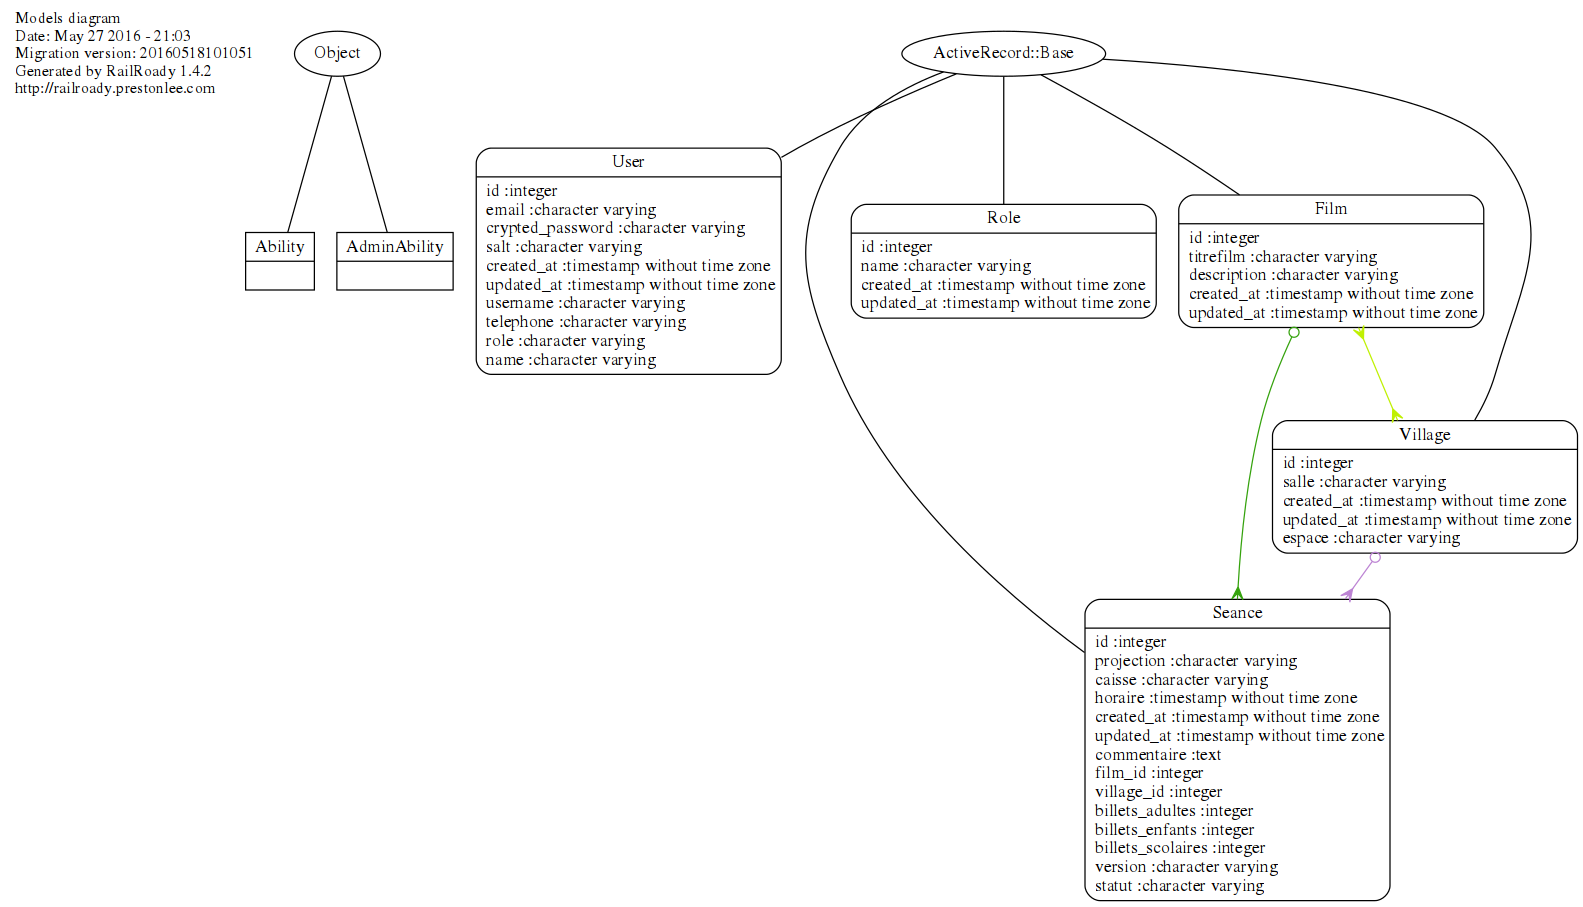 Models diagram
Date: May 27 2016 - 21:03
Migration version: 20160518101051
Generated by RailRoady 1.4.2
http://railroady.prestonlee.com
Object
ActiveRecord::Base
Ability
AdminAbility
User
id :integer
email :character varying
crypted_password :character varying
salt :character varying
created_at :timestamp without time zone
updated_at :timestamp without time zone
username :character varying
telephone :character varying
role :character varying
name :character varying
Role
id :integer
name :character varying
created_at :timestamp without time zone
updated_at :timestamp without time zone
Film
id :integer
titrefilm :character varying
description :character varying
created_at :timestamp without time zone
updated_at :timestamp without time zone
Village
id :integer
salle :character varying
created_at :timestamp without time zone
updated_at :timestamp without time zone
espace :character varying
Seance
id :integer
projection :character varying
caisse :character varying
horaire :timestamp without time zone
created_at :timestamp without time zone
updated_at :timestamp without time zone
commentaire :text
film_id :integer
village_id :integer
billets_adultes :integer
billets_enfants :integer
billets_scolaires :integer
version :character varying
statut :character varying